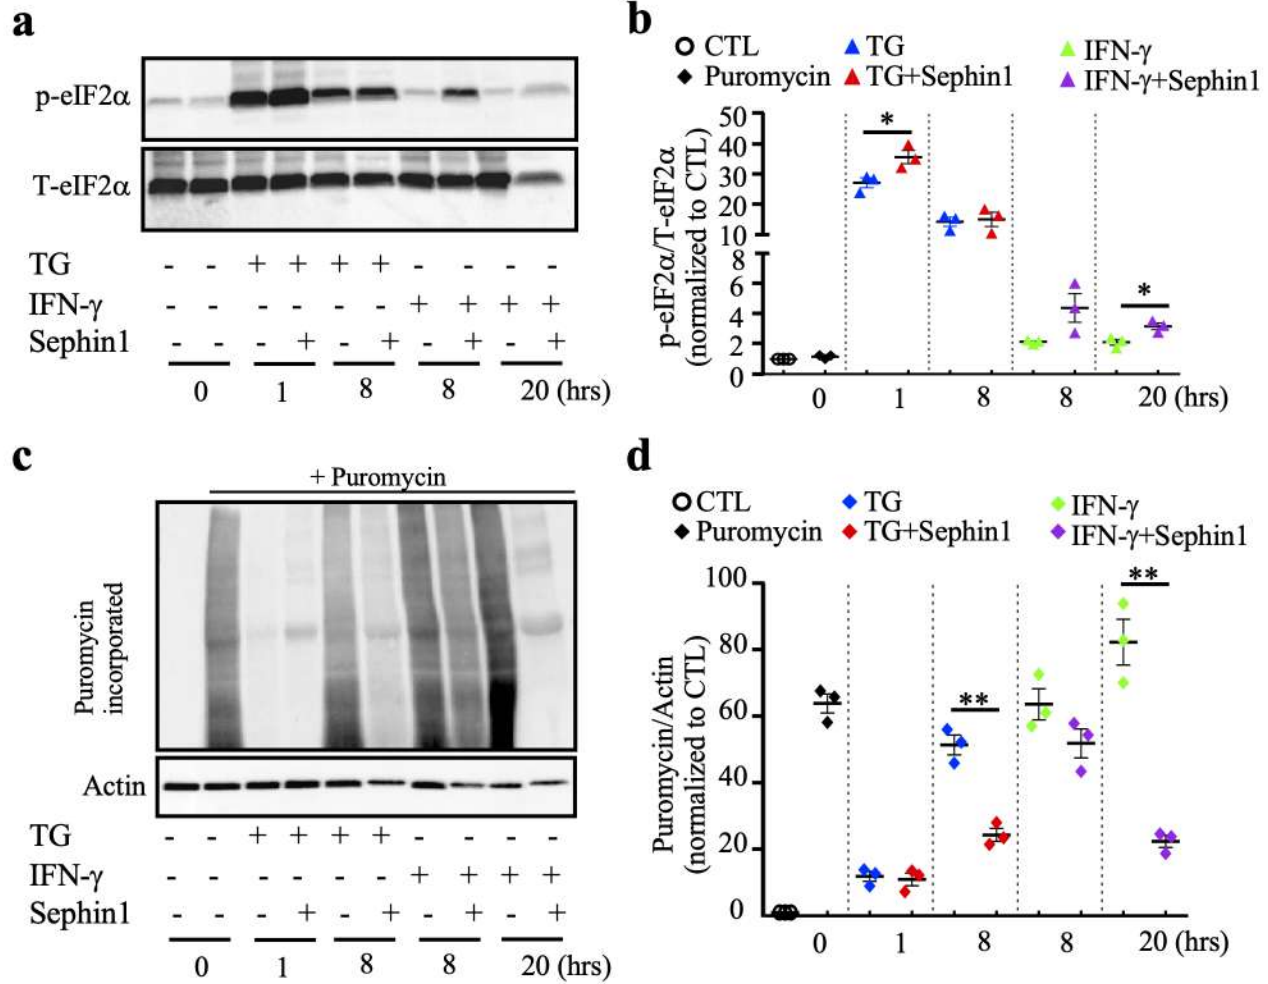 a
p-eIF2α
T-eIF2α
TG - - + + + + - - - -
IFN-γ - - - - - - + + + +
Sephin1 - - - + - + - + - +
0 1 8 8 20 (hrs)
b
CTL TG IFN-γ
Puromycin TG+Sephin1 IFN-γ+Sephin1
p-eIF2α/T-eIF2α
(normalized to CTL)
50
40
30
20
10
8
6
4
2
0
* *
0 1 8 8 20 (hrs)
c
+ Puromycin
Puromycin
incorporated
Actin
TG - - + + + + - - - -
IFN-γ - - - - - - + + + +
Sephin1 - - - + - + - + - +
0 1 8 8 20 (hrs)
d
CTL TG IFN-γ
Puromycin TG+Sephin1 IFN-γ+Sephin1
Puromycin/Actin
(normalized to CTL)
100
80
60
40
20
0
** **
0 1 8 8 20 (hrs)